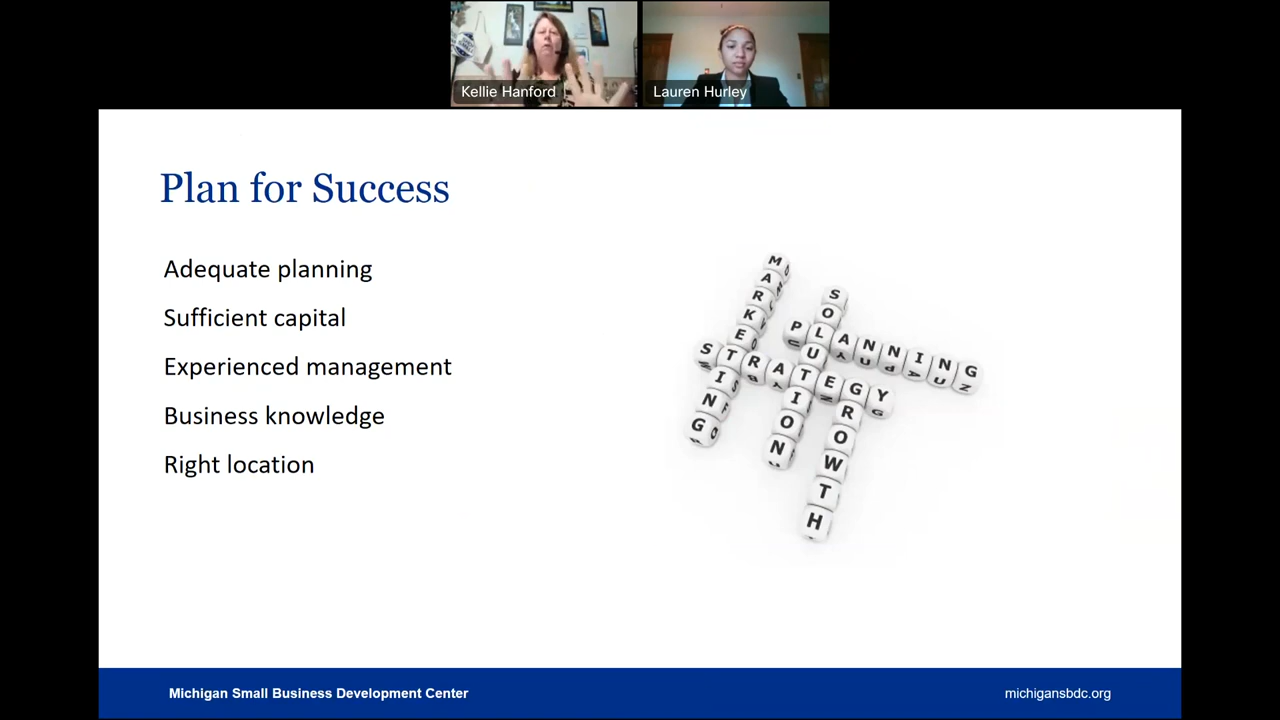 Kellie Hanford
Lauren Hurley
Plan for Success
Adequate planning
Sufficient capital
Experienced management
Business knowledge
Right location
MARKETING
SOLUTION
PLANNING
STRATEGY
GROWTH
Michigan Small Business Development Center
michigansbdc.org